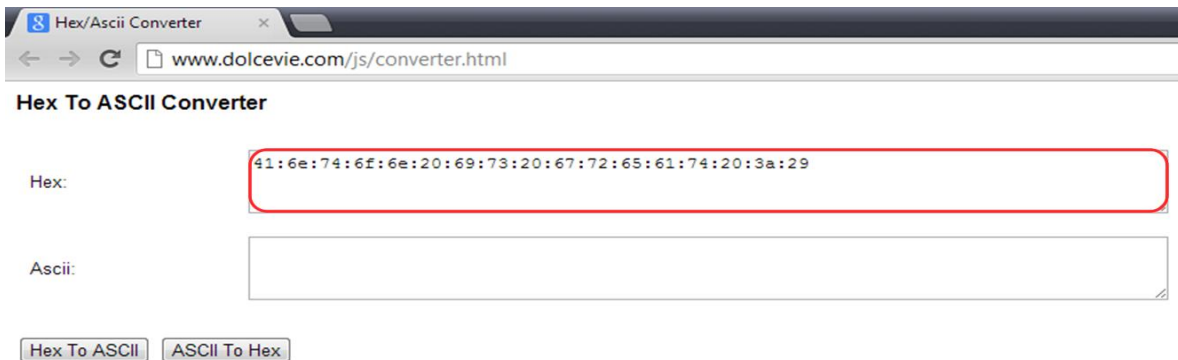 Hex/Ascii Converter
www.dolcevie.com/js/converter.html
Hex To ASCII Converter
Hex: 41:6e:74:6f:6e:20:69:73:20:67:72:65:61:74:20:3a:29
Ascii:
Hex To ASCII ASCII To Hex